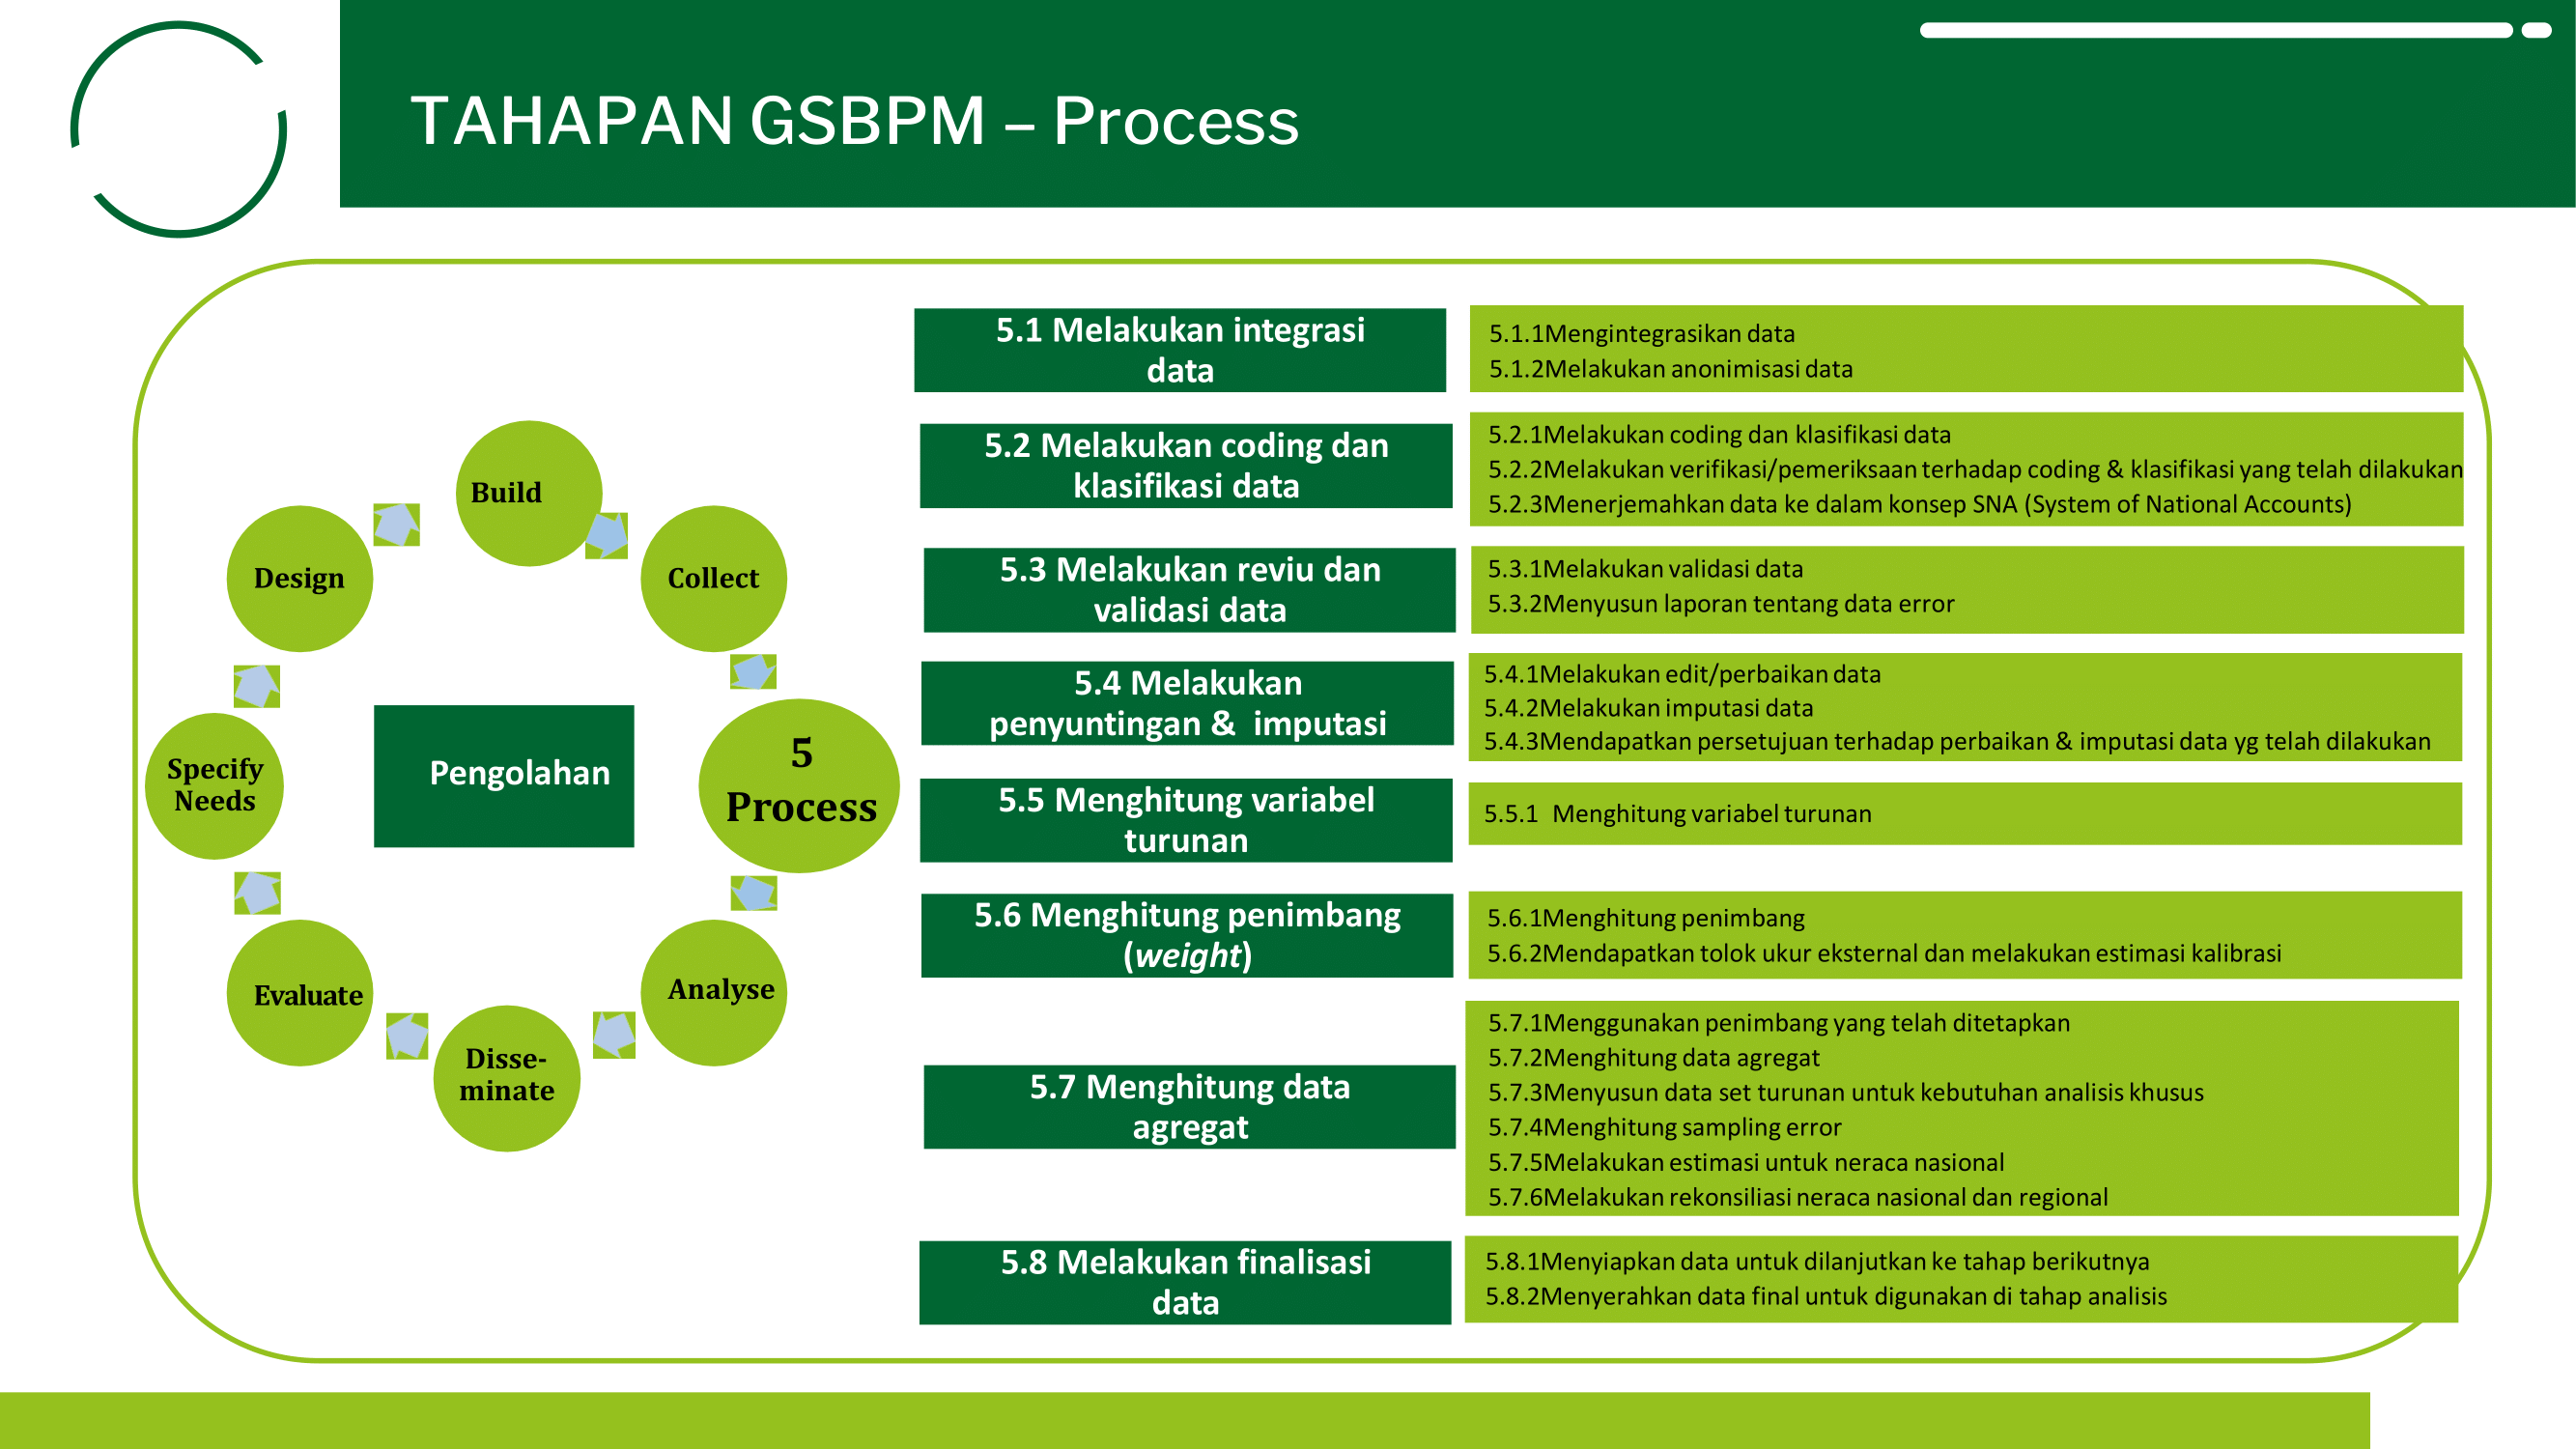 TAHAPAN GSBPM – Process
Build
Design
Collect
Specify
Needs
Pengolahan
5
Process
Evaluate
Analyse
Disse-
minate
5.1 Melakukan integrasi
data
5.1.1Mengintegrasikan data
5.1.2Melakukan anonimisasi data
5.2 Melakukan coding dan
klasifikasi data
5.2.1Melakukan coding dan klasifikasi data
5.2.2Melakukan verifikasi/pemeriksaan terhadap coding & klasifikasi yang telah dilakukan
5.2.3Menerjemahkan data ke dalam konsep SNA (System of National Accounts)
5.3 Melakukan reviu dan
validasi data
5.3.1Melakukan validasi data
5.3.2Menyusun laporan tentang data error
5.4 Melakukan
penyuntingan & imputasi
5.4.1Melakukan edit/perbaikan data
5.4.2Melakukan imputasi data
5.4.3Mendapatkan persetujuan terhadap perbaikan & imputasi data yg telah dilakukan
5.5 Menghitung variabel
turunan
5.5.1 Menghitung variabel turunan
5.6 Menghitung penimbang
(weight)
5.6.1Menghitung penimbang
5.6.2Mendapatkan tolok ukur eksternal dan melakukan estimasi kalibrasi
5.7 Menghitung data
agregat
5.7.1Menggunakan penimbang yang telah ditetapkan
5.7.2Menghitung data agregat
5.7.3Menyusun data set turunan untuk kebutuhan analisis khusus
5.7.4Menghitung sampling error
5.7.5Melakukan estimasi untuk neraca nasional
5.7.6Melakukan rekonsiliasi neraca nasional dan regional
5.8 Melakukan finalisasi
data
5.8.1Menyiapkan data untuk dilanjutkan ke tahap berikutnya
5.8.2Menyerahkan data final untuk digunakan di tahap analisis